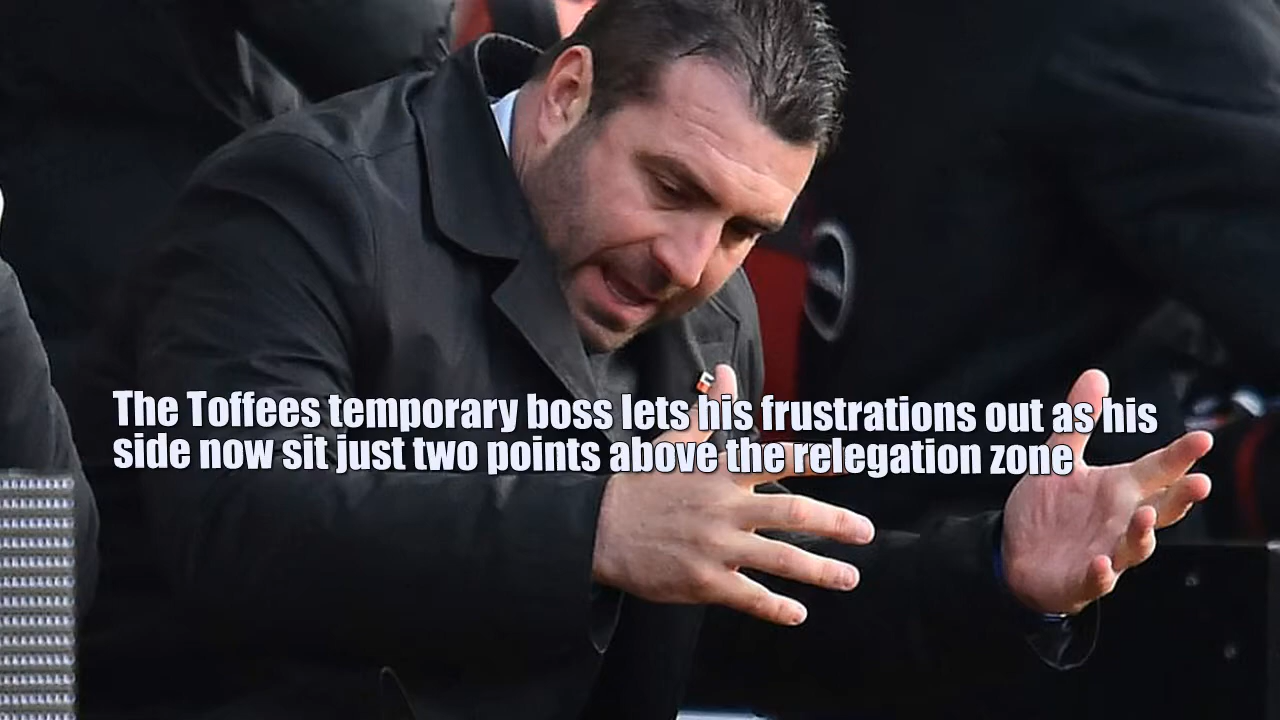 The Toffees temporary boss lets his frustrations out as his
side now sit just two points above the relegation zone